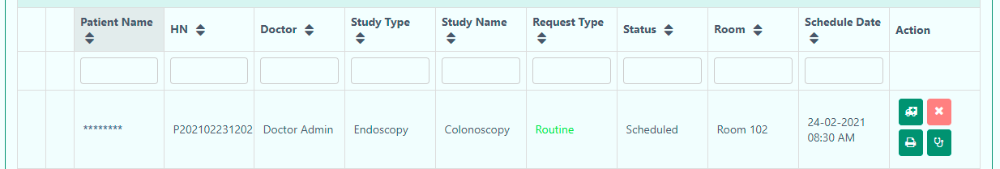 Patient Name HN Doctor Study Type Study Name Request Type Status Room Schedule Date Action
******** P202102231202 Doctor Admin Endoscopy Colonoscopy Routine Scheduled Room 102 24-02-2021
08:30 AM